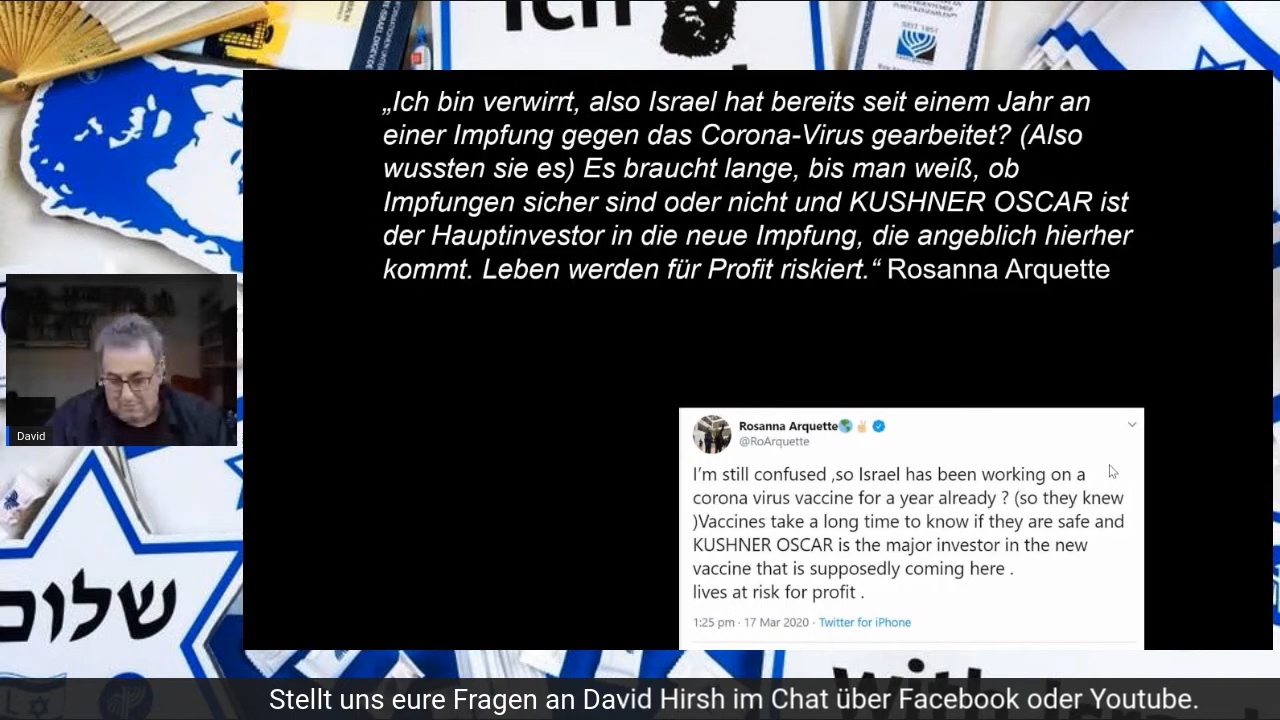 Ich
SEIT 1851
„Ich bin verwirrt, also Israel hat bereits seit einem Jahr an
einer Impfung gegen das Corona-Virus gearbeitet? (Also
wussten sie es) Es braucht lange, bis man weiß, ob
Impfungen sicher sind oder nicht und KUSHNER OSCAR ist
der Hauptinvestor in die neue Impfung, die angeblich hierher
kommt. Leben werden für Profit riskiert.“ Rosanna Arquette
David
Rosanna Arquette
@RoArquette
I'm still confused ,so Israel has been working on a
corona virus vaccine for a year already ? (so they knew
)Vaccines take a long time to know if they are safe and
KUSHNER OSCAR is the major investor in the new
vaccine that is supposedly coming here .
lives at risk for profit .
1:25 pm · 17 Mar 2020 · Twitter for iPhone
שלום
With
Stellt uns eure Fragen an David Hirsh im Chat über Facebook oder Youtube.